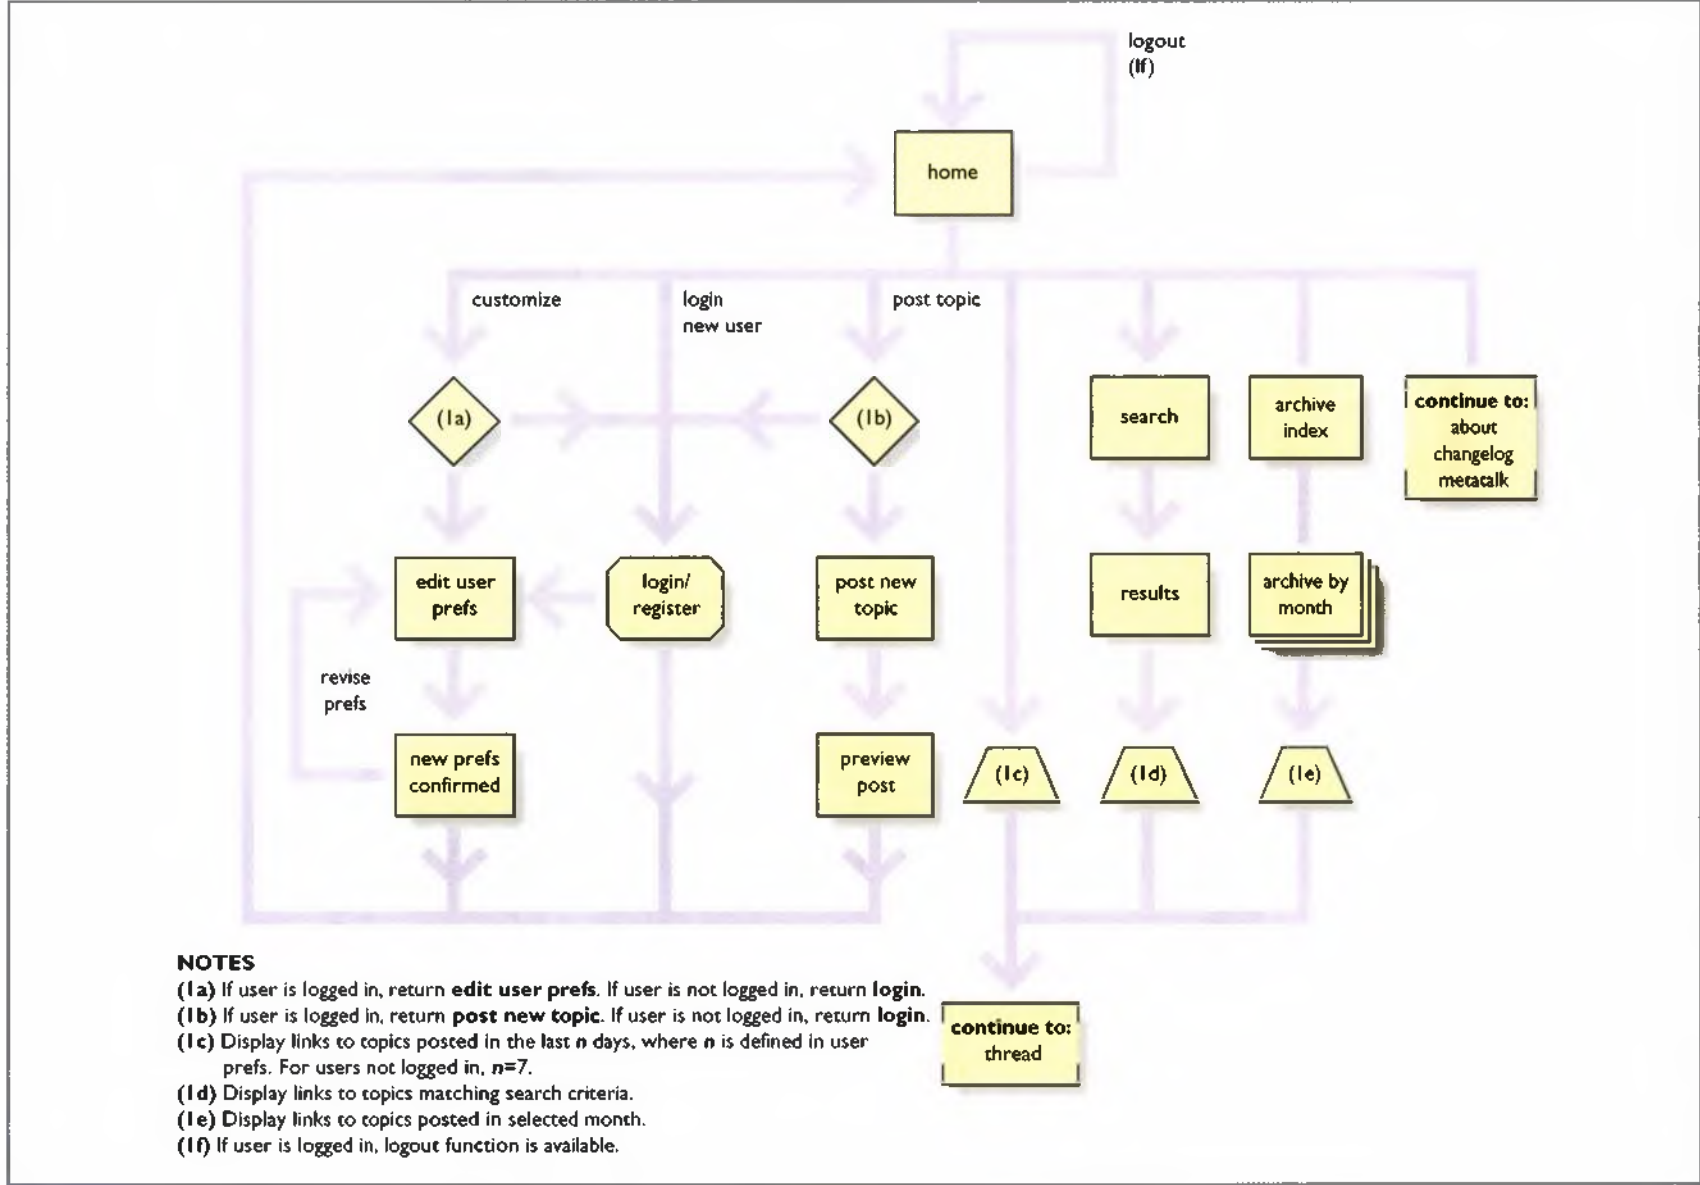 logout
(1f)
home
customize
login
new user
post topic
(1a)
(1b)
search
archive
index
continue to:
about
changelog
metatalk
edit user
prefs
login/
register
post new
topic
results
archive by
month
revise
prefs
new prefs
confirmed
preview
post
(1c)
(1d)
(1e)
NOTES
(1a) If user is logged in, return edit user prefs. If user is not logged in, return login.
(1b) If user is logged in, return post new topic. If user is not logged in, return login.
(1c) Display links to topics posted in the last n days, where n is defined in user
prefs. For users not logged in, n=7.
(1d) Display links to topics matching search criteria.
(1e) Display links to topics posted in selected month.
(1f) If user is logged in, logout function is available.
continue to:
thread